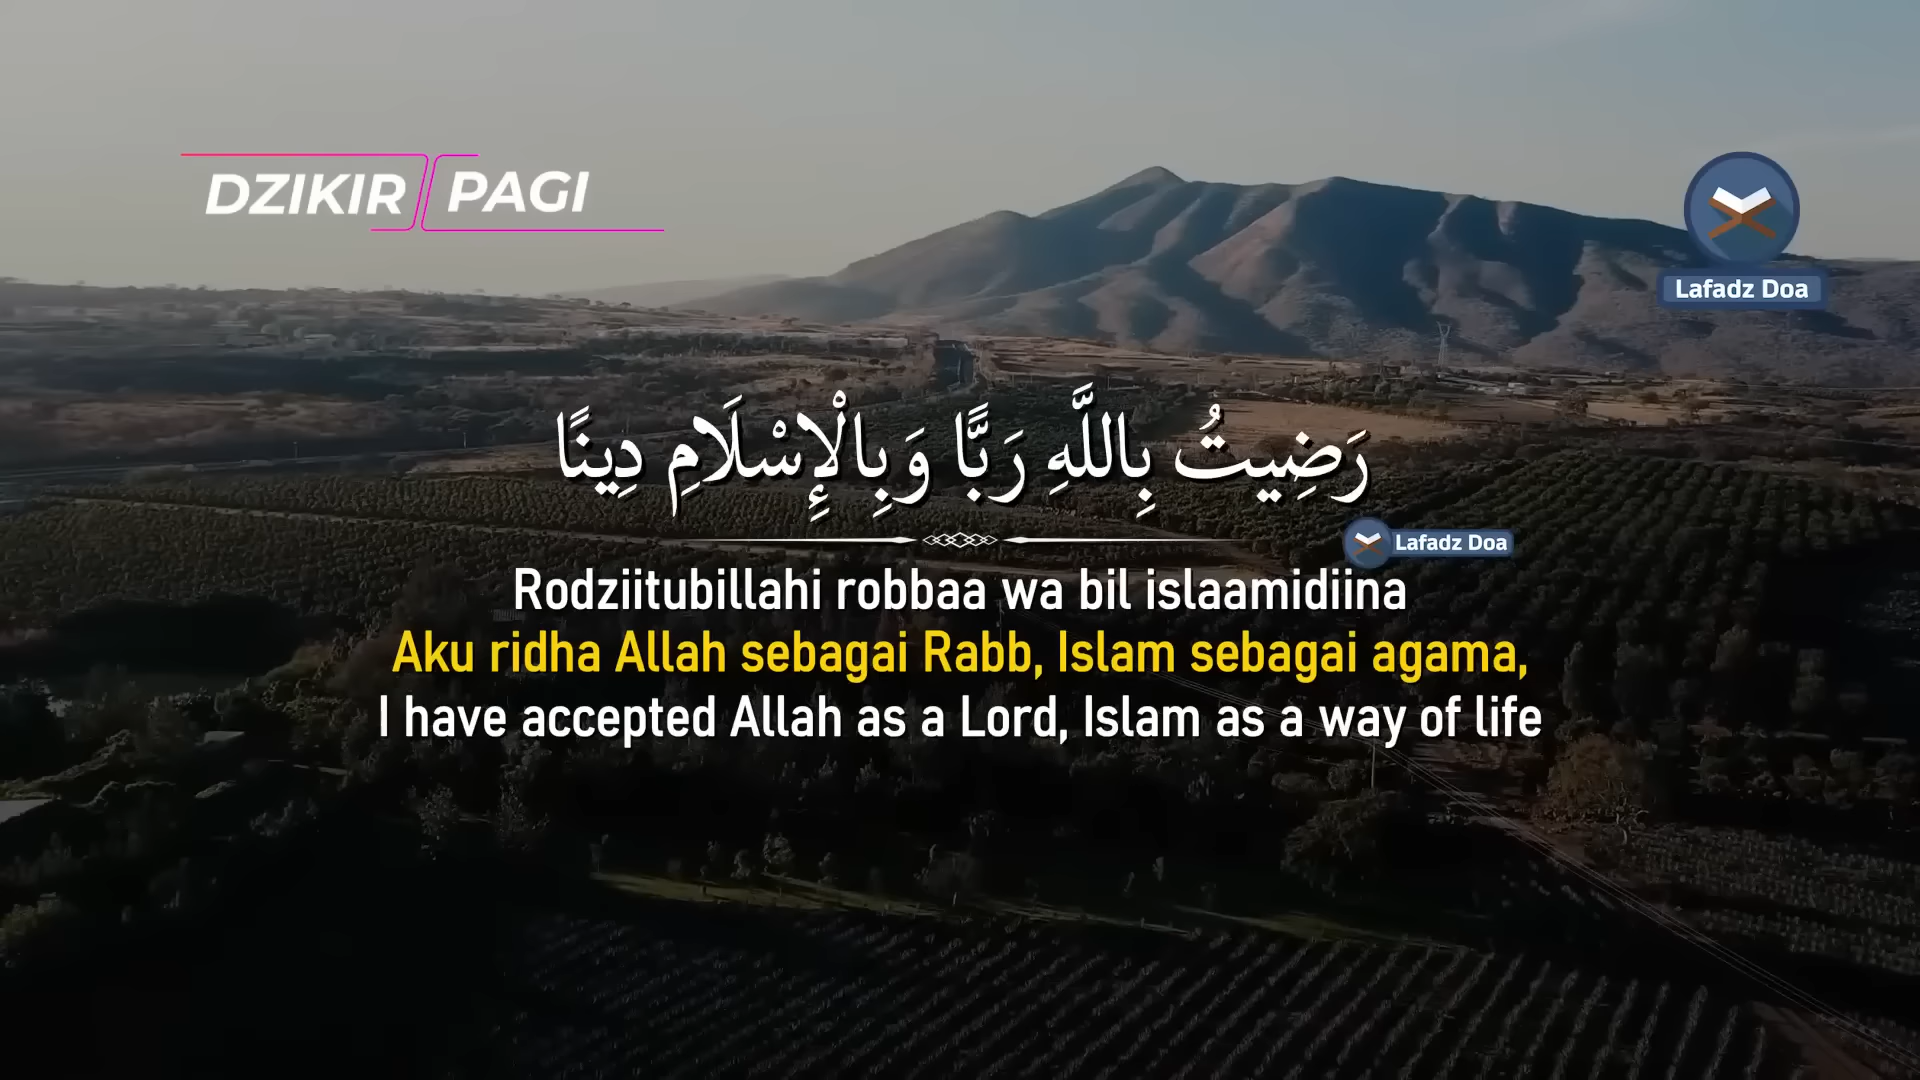 DZIKIR PAGI
Lafadz Doa
رَضِيتُ بِاللَّهِ رَبًّا وَبِالْإِسْلَامِ دِينًا
Lafadz Doa
Rodziitubillahi robbaa wa bil islaamidiina
Aku ridha Allah sebagai Rabb, Islam sebagai agama,
I have accepted Allah as a Lord, Islam as a way of life